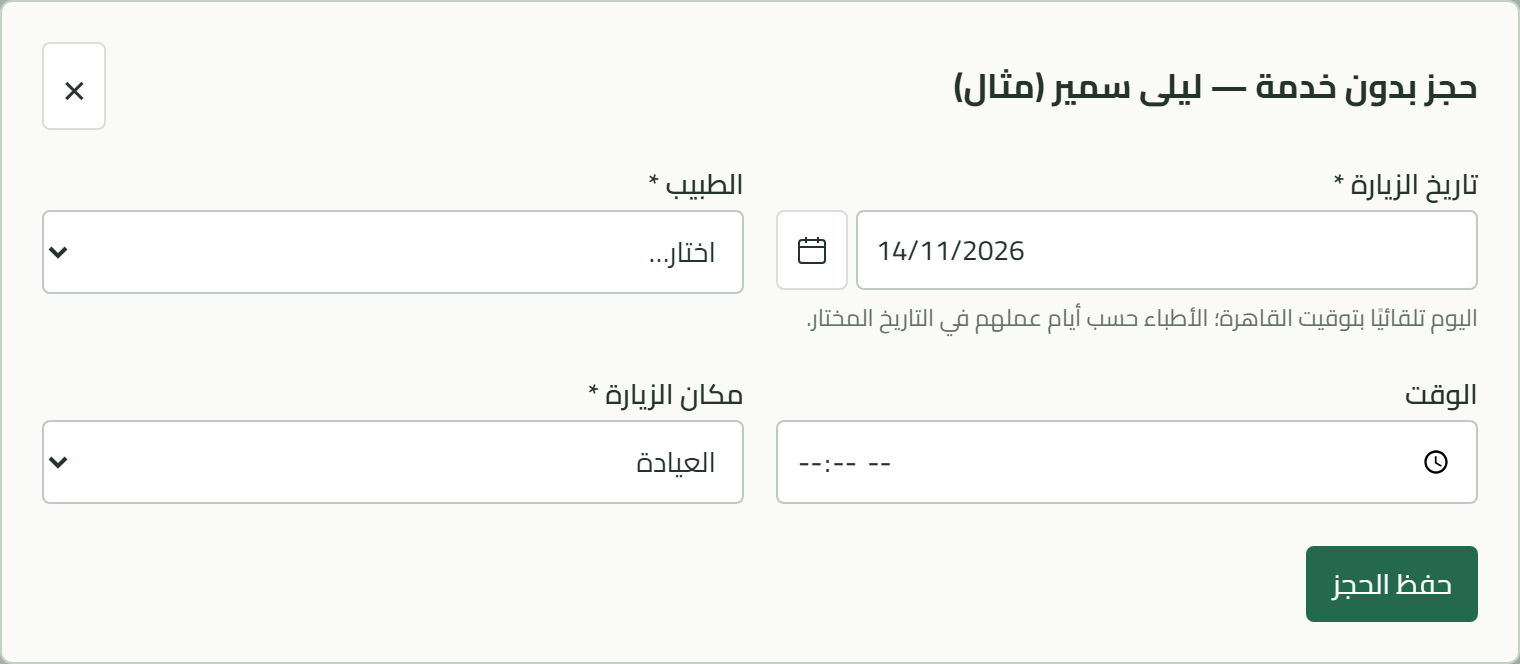 حجز بدون خدمة — ليلى سمير (مثال)
×
تاريخ الزيارة *
14/11/2026
اليوم تلقائيًا بتوقيت القاهرة؛ الأطباء حسب أيام عملهم في التاريخ المختار.
الطبيب *
اختار...
الوقت
--:-- --
مكان الزيارة *
العيادة
حفظ الحجز